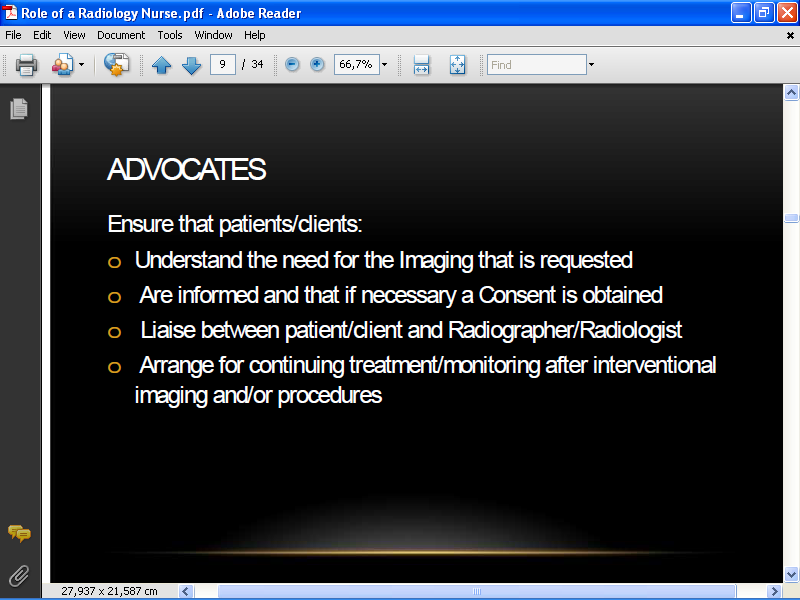 Role of a Radiology Nurse.pdf - Adobe Reader
File Edit View Document Tools Window Help
9 / 34 66,7% Find
ADVOCATES
Ensure that patients/clients:
o Understand the need for the Imaging that is requested
o Are informed and that if necessary a Consent is obtained
o Liaise between patient/client and Radiographer/Radiologist
o Arrange for continuing treatment/monitoring after interventional
imaging and/or procedures
27,937 x 21,587 cm